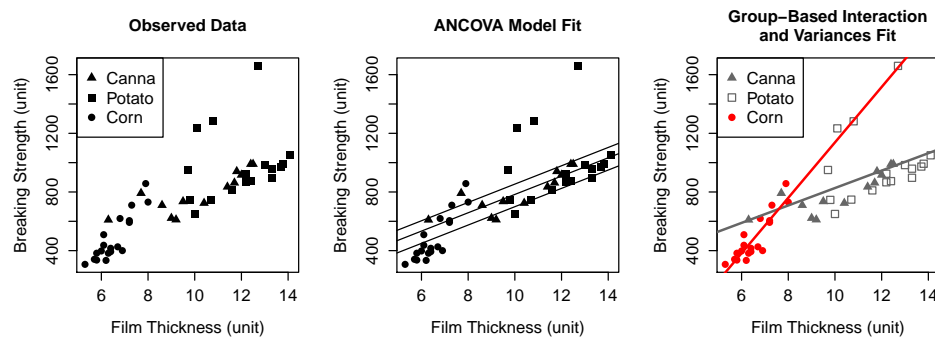 Observed Data
Breaking Strength (unit)
1600
1200
800
400
Canna
Potato
Corn
6 8 10 12 14
Film Thickness (unit)
ANCOVA Model Fit
Breaking Strength (unit)
1600
1200
800
400
6 8 10 12 14
Film Thickness (unit)
Group−Based Interaction
and Variances Fit
Breaking Strength (unit)
1600
1200
800
400
Canna
Potato
Corn
6 8 10 12 14
Film Thickness (unit)